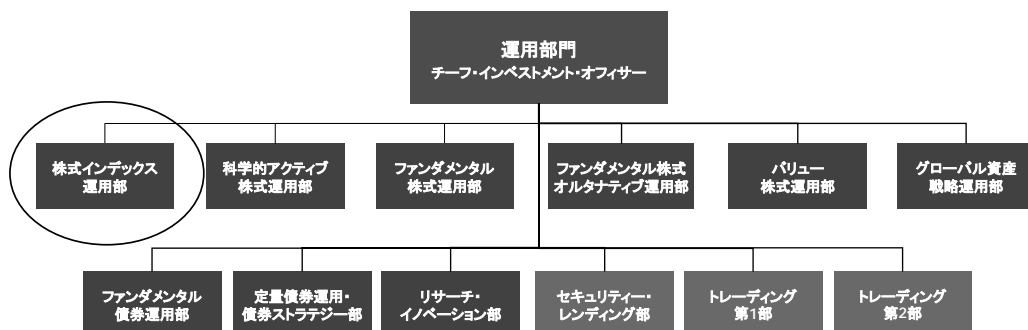 運用部門
チーフ・インベストメント・オフィサー
株式インデックス
運用部
科学的アクティブ
株式運用部
ファンダメンタル
株式運用部
ファンダメンタル株式
オルタナティブ運用部
バリュー
株式運用部
グローバル資産
戦略運用部
ファンダメンタル
債券運用部
定量債券運用・
債券ストラテジー部
リサーチ・
イノベーション部
セキュリティー・
レンディング部
トレーディング
第1部
トレーディング
第2部